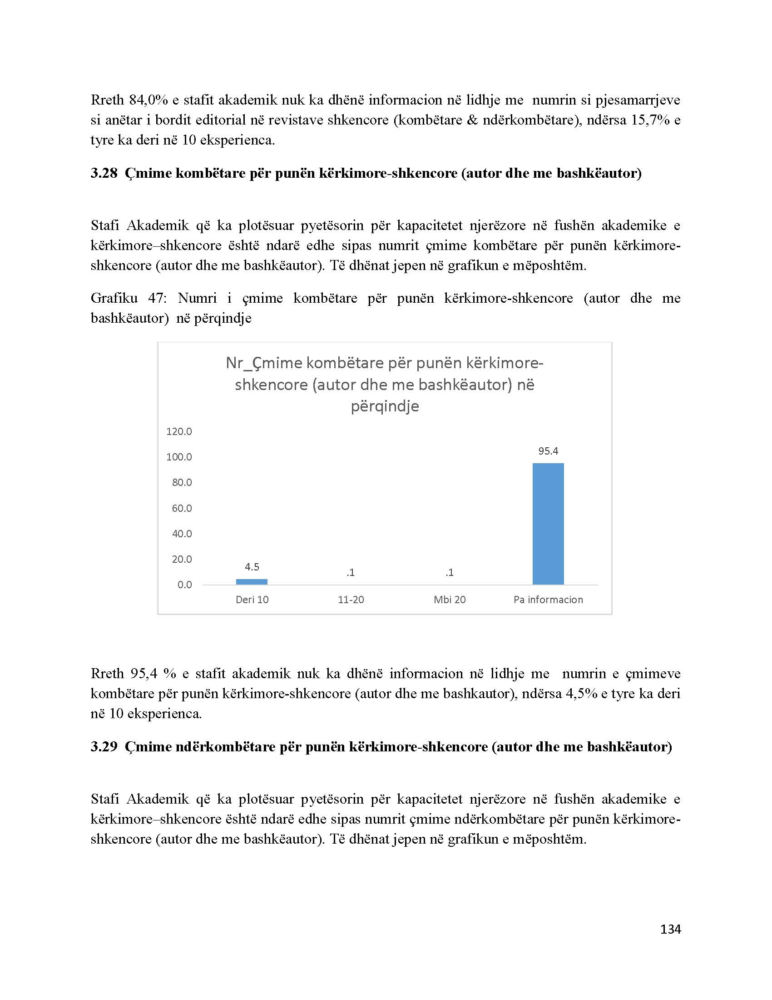 Rreth 84,0% e stafit akademik nuk ka dhënë informacion në lidhje me  numrin si pjesamarrjeve
si anëtar i bordit editorial në revistave shkencore (kombëtare & ndërkombëtare), ndërsa 15,7% e
tyre ka deri në 10 eksperienca.
3.28  Çmime kombëtare për punën kërkimore-shkencore (autor dhe me bashkëautor)
Stafi Akademik që ka plotësuar pyetësorin për kapacitetet njerëzore në fushën akademike e
kërkimore–shkencore është ndarë edhe sipas numrit çmime kombëtare për punën kërkimore-
shkencore (autor dhe me bashkëautor). Të dhënat jepen në grafikun e mëposhtëm.
Grafiku 47: Numri i çmime kombëtare për punën kërkimore-shkencore (autor dhe me
bashkëautor)  në përqindje
Nr_Çmime kombëtare për punën kërkimore-
shkencore (autor dhe me bashkëautor) në
përqindje
120.0
100.0
80.0
60.0
40.0
20.0
0.0
4.5
.1
.1
95.4
Deri 10
11-20
Mbi 20
Pa informacion
Rreth 95,4 % e stafit akademik nuk ka dhënë informacion në lidhje me  numrin e çmimeve
kombëtare për punën kërkimore-shkencore (autor dhe me bashkautor), ndërsa 4,5% e tyre ka deri
në 10 eksperienca.
3.29  Çmime ndërkombëtare për punën kërkimore-shkencore (autor dhe me bashkëautor)
Stafi Akademik që ka plotësuar pyetësorin për kapacitetet njerëzore në fushën akademike e
kërkimore–shkencore është ndarë edhe sipas numrit çmime ndërkombëtare për punën kërkimore-
shkencore (autor dhe me bashkëautor). Të dhënat jepen në grafikun e mëposhtëm.
134